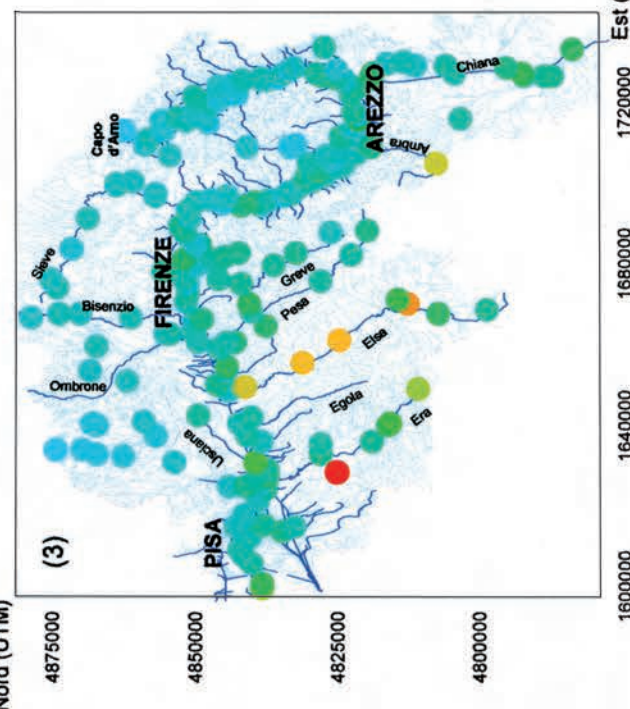 Nord (UTM)
(3)
4875000
4850000
4825000
4800000
1600000
1640000
1680000
1720000
Est (
Capo
d'Arno
Sieve
Bisenzio
Ombrone
FIRENZE
AREZZO
Chiana
Ambra
Greve
Pesa
Elsa
Egola
Era
Usciana
PISA